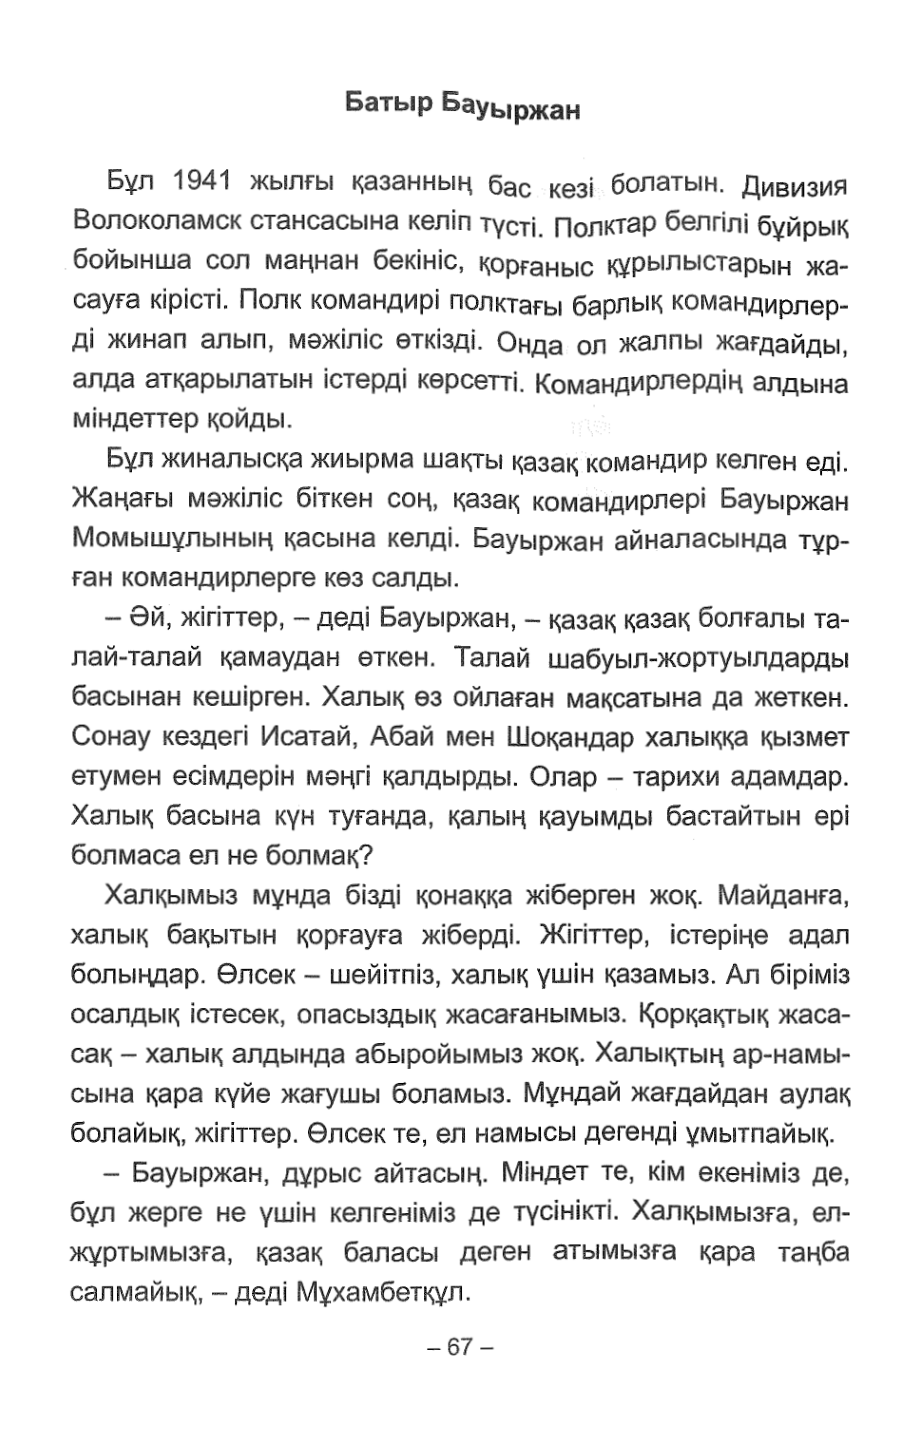 Батыр Бауыржан
Бұл 1941 жылғы қазанның бас кезі болатын. Дивизия
Волоколамск стансасына келіп түсті. Полктар белгілі бұйрық
бойынша сол маңнан бекініс, қорғаныс құрылыстарын жа-
сауға кірісті. Полк командирі полктағы барлық командирлер-
ді жинап алып, мәжіліс өткізді. Онда ол жалпы жағдайды,
алда атқарылатын істерді көрсетті. Командирлердің алдына
міндеттер қойды.
Бұл жиналысқа жиырма шақты қазақ командир келген еді.
Жаңағы мәжіліс біткен соң, қазақ командирлері Бауыржан
Момышұлының қасына келді. Бауыржан айналасында тұр-
ған командирлерге көз салды.
– Әй, жігіттер, – деді Бауыржан, – қазақ қазақ болғалы та-
лай-талай қамаудан өткен. Талай шабуыл-жортуылдарды
басынан кешірген. Халық өз ойлаған мақсатына да жеткен.
Сонау кездегі Исатай, Абай мен Шоқандар халыққа қызмет
етумен есімдерін мәңгі қалдырды. Олар – тарихи адамдар.
Халық басына күн туғанда, қалың қауымды бастайтын ері
болмаса ел не болмақ?
Халқымыз мұнда бізді қонаққа жіберген жоқ. Майданға,
халық бақытын қорғауға жіберді. Жігіттер, істеріңе адал
болыңдар. Өлсек – шейітпіз, халық үшін қазамыз. Ал біріміз
осалдық істесек, опасыздық жасағанымыз. Қорқақтық жаса-
сақ – халық алдында абыройымыз жоқ. Халықтың ар-намы-
сына қара күйе жағушы боламыз. Мұндай жағдайдан аулақ
болайық, жігіттер. Өлсек те, ел намысы дегенді ұмытпайық.
– Бауыржан, дұрыс айтасың. Міндет те, кім екеніміз де,
бұл жерге не үшін келгеніміз де түсінікті. Халқымызға, ел-
жұртымызға, қазақ баласы деген атымызға қара таңба
салмайық, – деді Мұхамбетқұл.
– 67 –